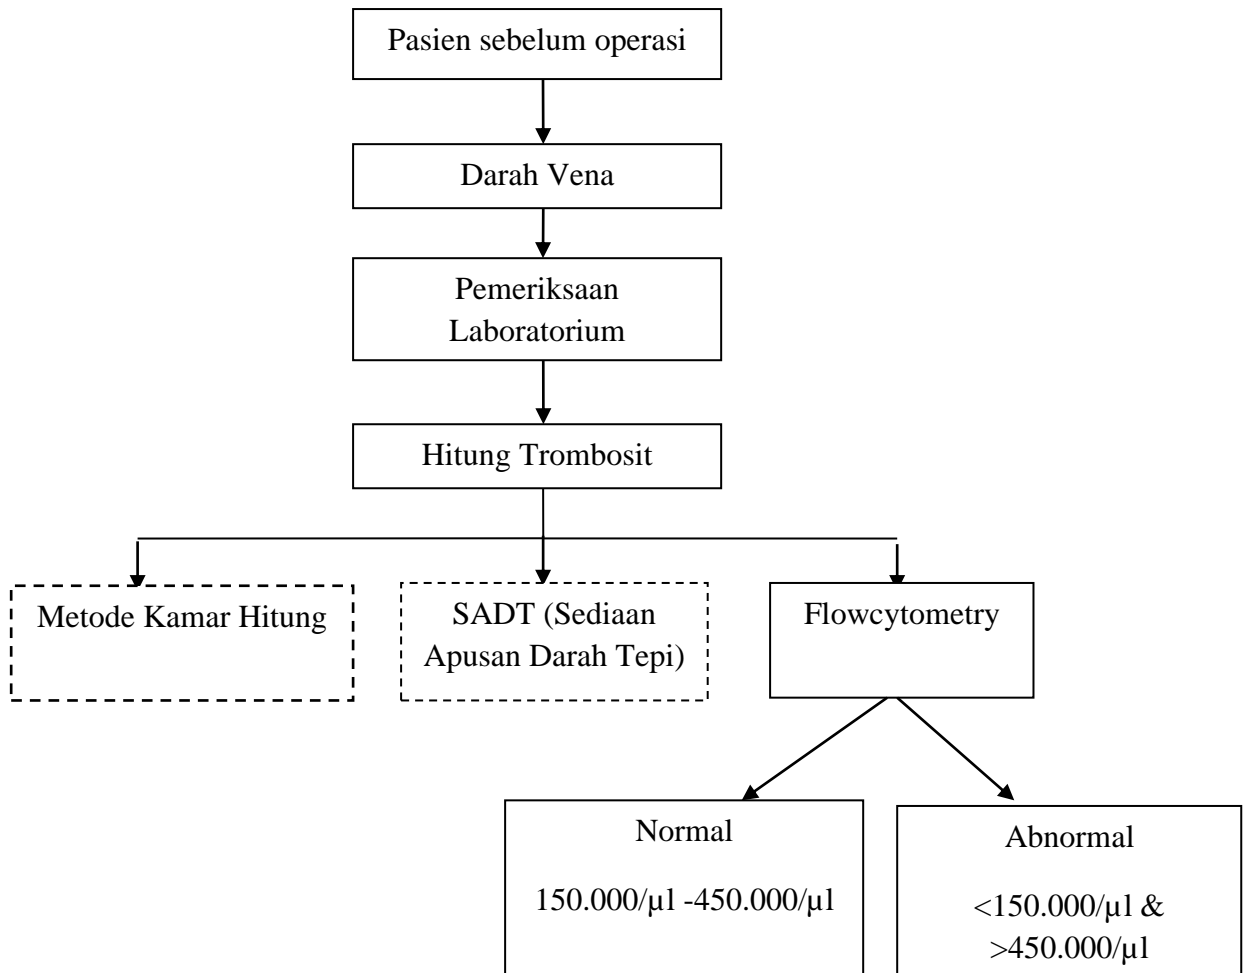 Pasien sebelum operasi
Darah Vena
Pemeriksaan
Laboratorium
Hitung Trombosit
Metode Kamar Hitung
SADT (Sediaan
Apusan Darah Tepi)
Flowcytometry
Normal
150.000/µl -450.000/µl
Abnormal
<150.000/µl &
>450.000/µl